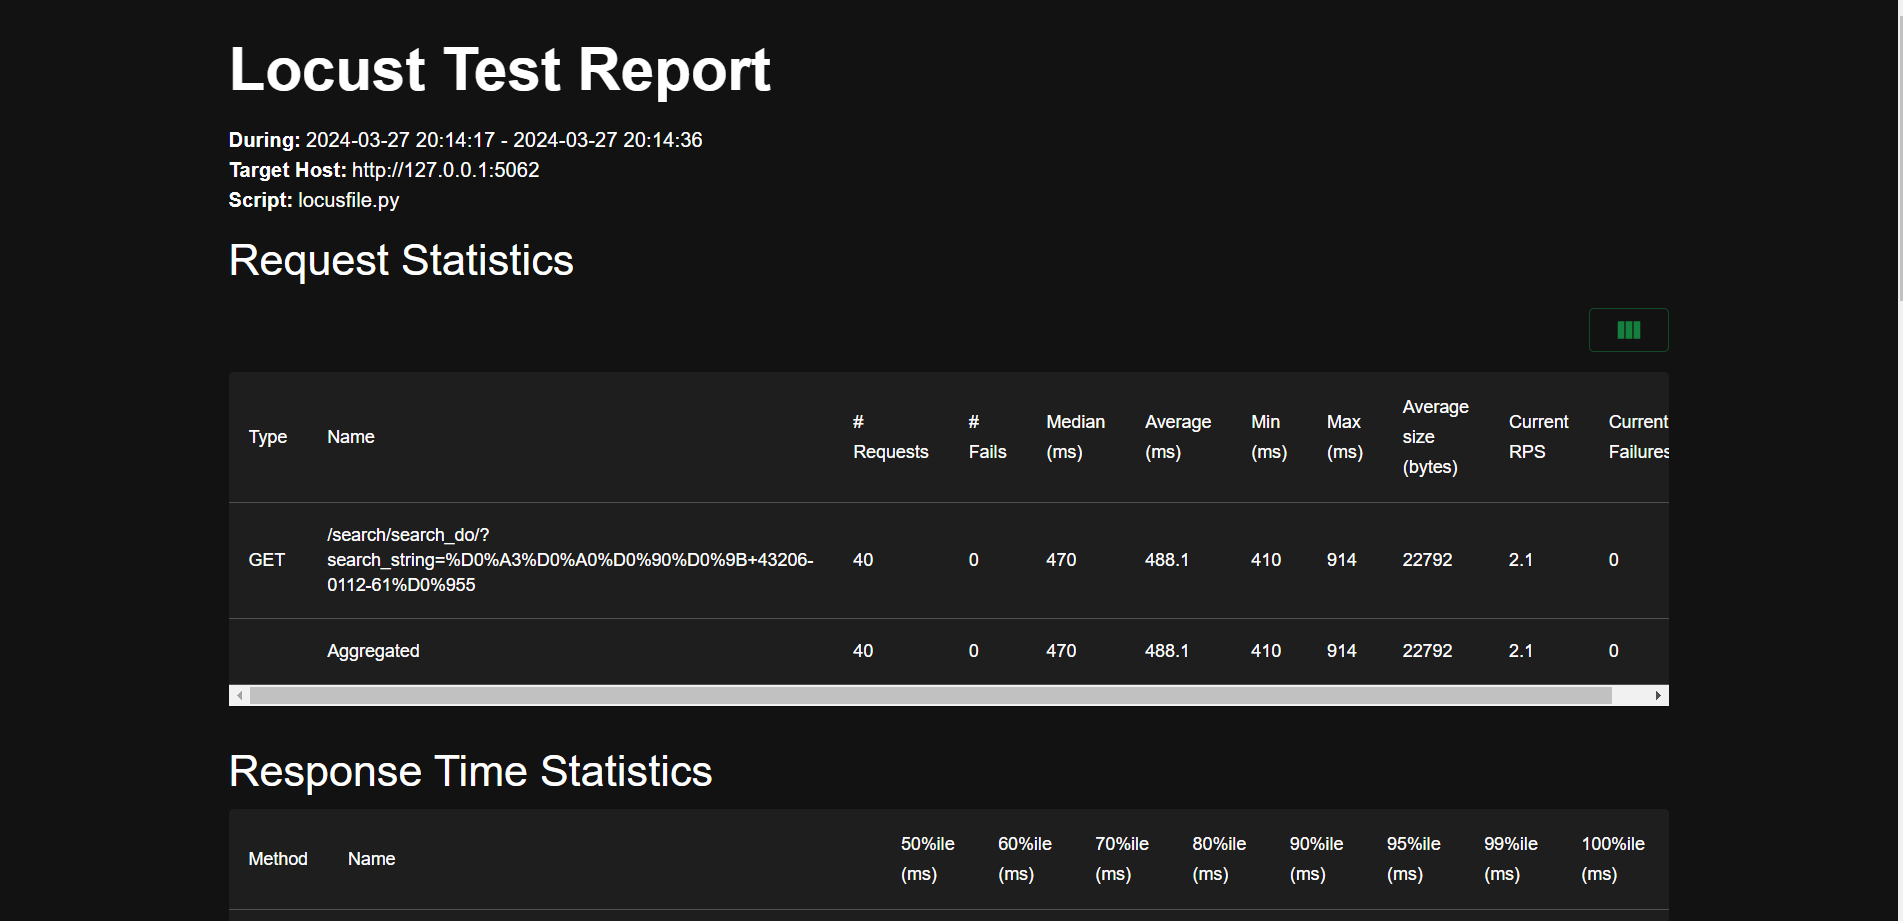 Locust Test Report
During: 2024-03-27 20:14:17 - 2024-03-27 20:14:36
Target Host: http://127.0.0.1:5062
Script: locusfile.py
Request Statistics
Type Name # Requests # Fails Median (ms) Average (ms) Min (ms) Max (ms) Average size (bytes) Current RPS Current Failures
GET /search/search_do/?search_string=%D0%A3%D0%A0%D0%90%D0%9B+43206-0112-61%D0%955 40 0 470 488.1 410 914 22792 2.1 0
Aggregated 40 0 470 488.1 410 914 22792 2.1 0
Response Time Statistics
Method Name 50%ile (ms) 60%ile (ms) 70%ile (ms) 80%ile (ms) 90%ile (ms) 95%ile (ms) 99%ile (ms) 100%ile (ms)